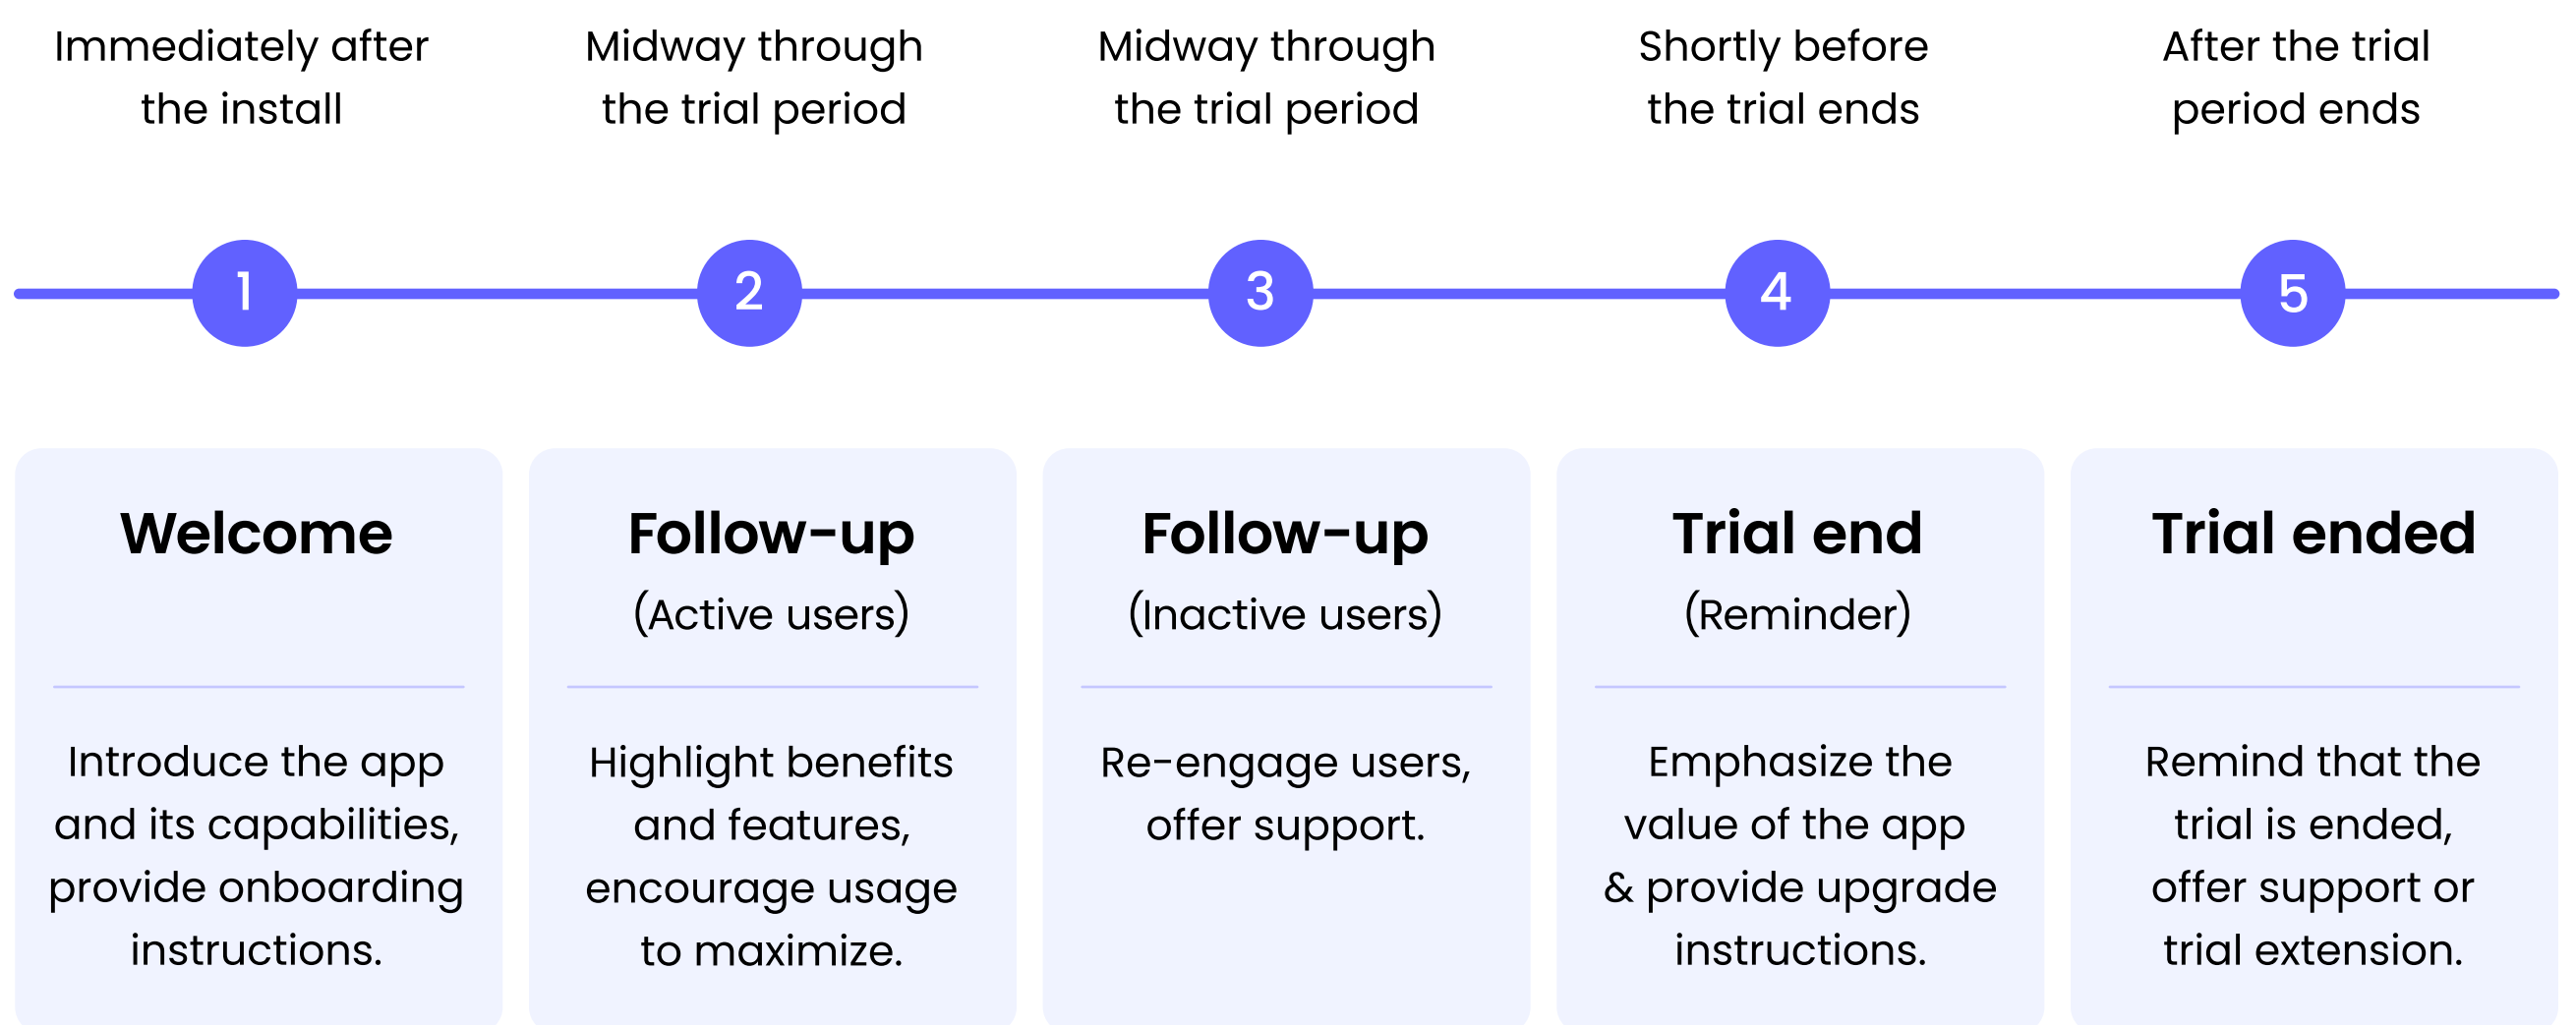 Immediately after
the install
Midway through
the trial period
Midway through
the trial period
Shortly before
the trial ends
After the trial
period ends
1
2
3
4
5
Welcome
Introduce the app
and its capabilities,
provide onboarding
instructions.
Follow-up
(Active users)
Highlight benefits
and features,
encourage usage
to maximize.
Follow-up
(Inactive users)
Re-engage users,
offer support.
Trial end
(Reminder)
Emphasize the
value of the app
& provide upgrade
instructions.
Trial ended
Remind that the
trial is ended,
offer support or
trial extension.